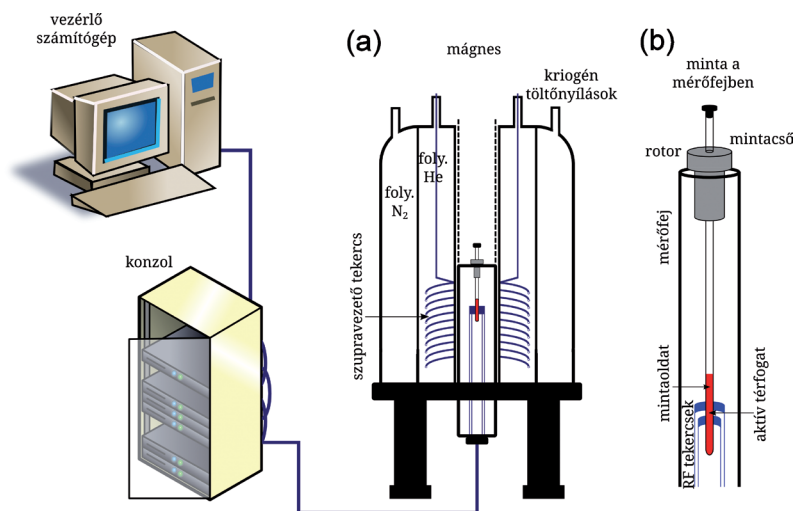 vezérlő
számítógép
(a)
mágnes
kriogén
töltőnyílások
foly.
He
foly.
N₂
szupravezető tekercs
konzol
(b)
minta a
mérőfejben
mintacső
rotor
mérőfej
mintaoldat
aktív térfogat
RF tekercsek